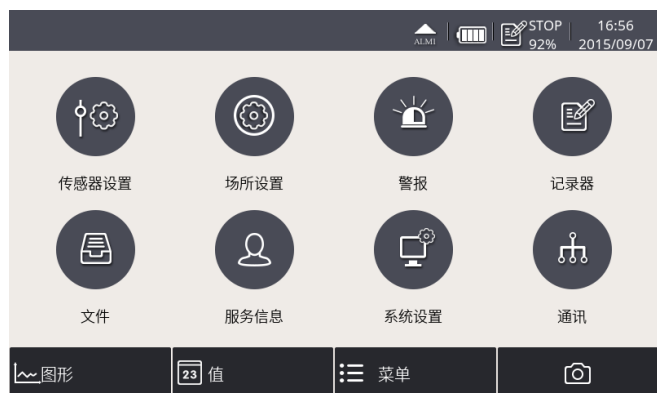 STOP 16:56
ALMI 92% 2015/09/07
传感器设置 场所设置 警报 记录器
文件 服务信息 系统设置 通讯
图形 23 值 菜单